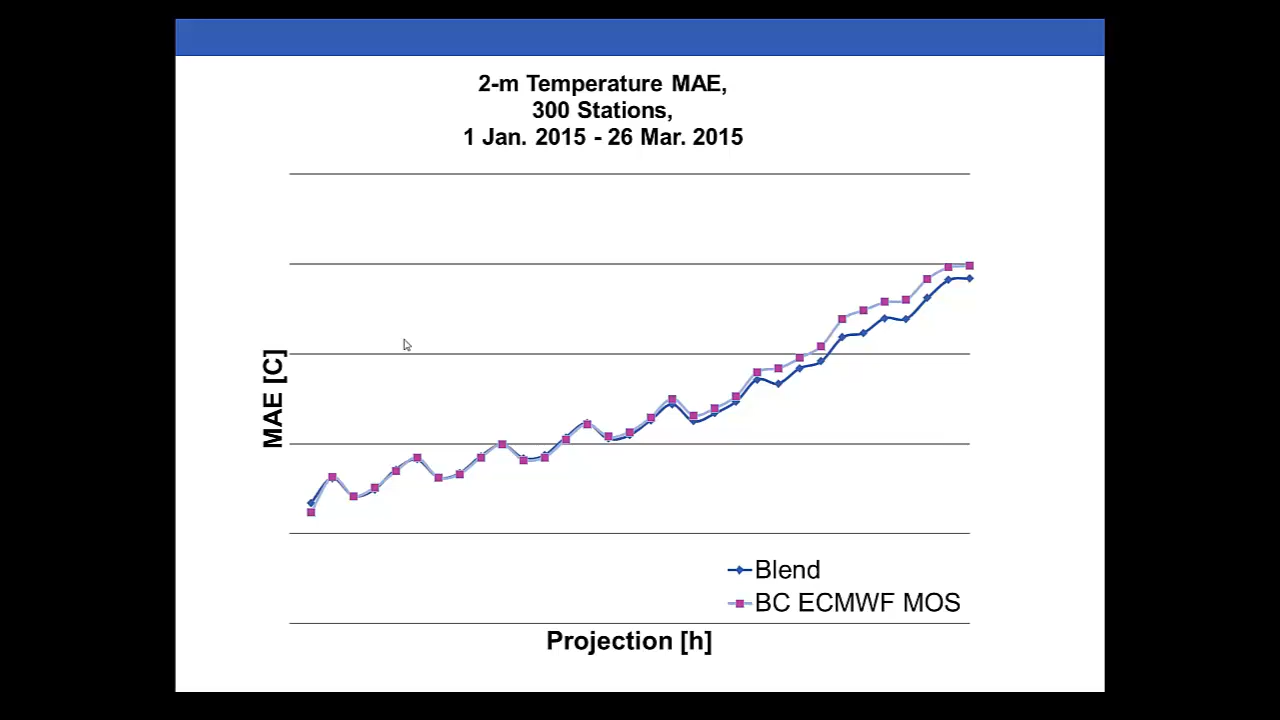 2-m Temperature MAE,
300 Stations,
1 Jan. 2015 - 26 Mar. 2015
MAE [C]
Blend
BC ECMWF MOS
Projection [h]